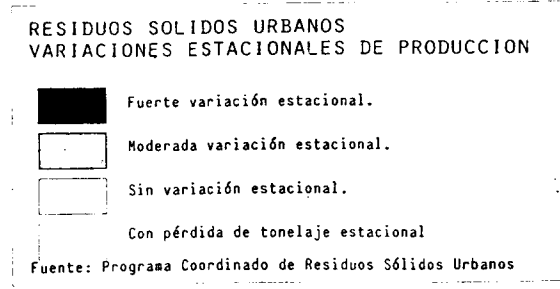 RESIDUOS SOLIDOS URBANOS
VARIACIONES ESTACIONALES DE PRODUCCION
Fuerte variación estacional.
Moderada variación estacional.
Sin variación estacional.
Con pérdida de tonelaje estacional
Fuente: Programa Coordinado de Residuos Sólidos Urbanos